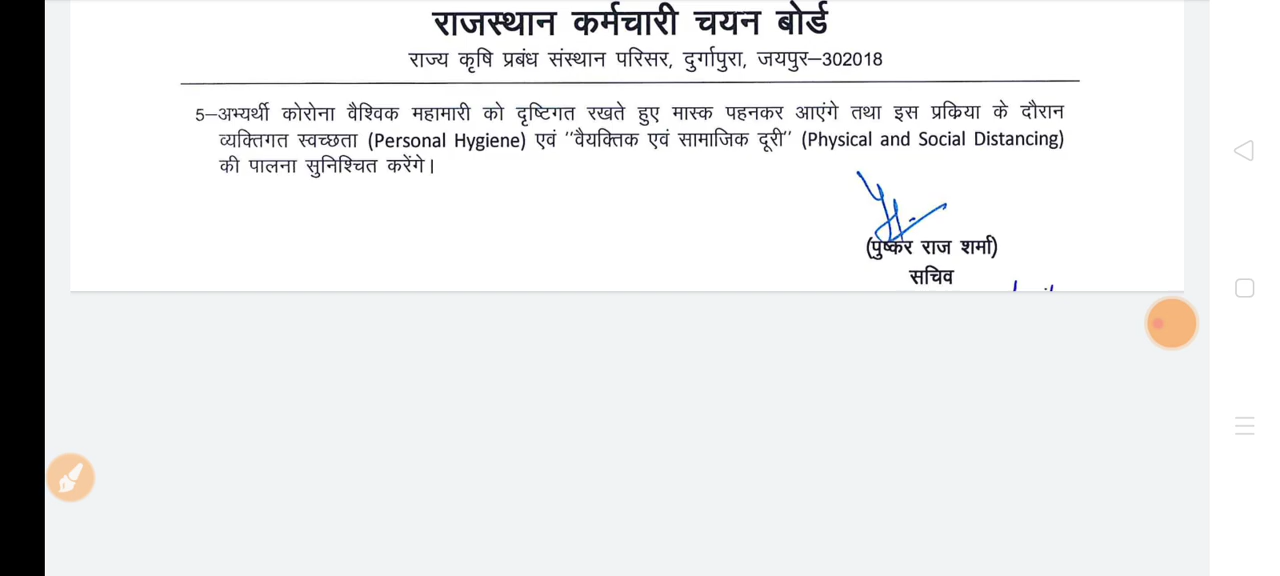 राजस्थान कर्मचारी चयन बोर्ड
राज्य कृषि प्रबंध संस्थान परिसर, दुर्गापुरा, जयपुर–302018
5–अभ्यर्थी कोरोना वैश्विक महामारी को दृष्टिगत रखते हुए मास्क पहनकर आएंगे तथा इस प्रक्रिया के दौरान
व्यक्तिगत स्वच्छता (Personal Hygiene) एवं "वैयक्तिक एवं सामाजिक दूरी" (Physical and Social Distancing)
की पालना सुनिश्चित करेंगे।
(पुष्कर राज शर्मा)
सचिव